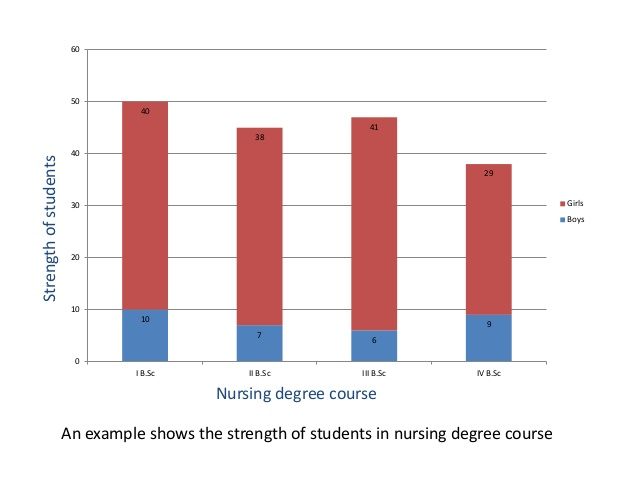 60
50
40
30
20
10
0
40
38
41
29
10
7
6
9
I B.Sc
II B.Sc
III B.Sc
IV B.Sc
Strength of students
Nursing degree course
Girls
Boys
An example shows the strength of students in nursing degree course